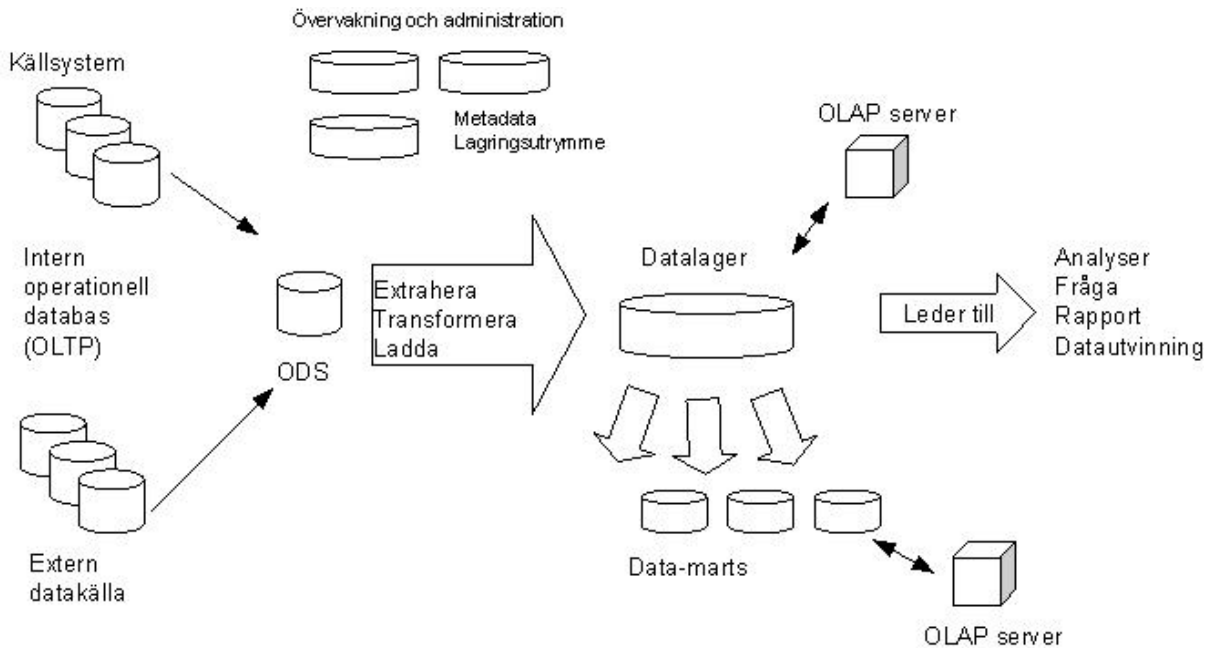 Övervakning och administration
Källsystem
Metadata
Lagringsutrymme
OLAP server
Intern
operationell
databas
(OLTP)
ODS
Extrahera
Transformera
Ladda
Datalager
Leder till
Analyser
Fråga
Rapport
Datautvinning
Extern
datakälla
Data-marts
OLAP server